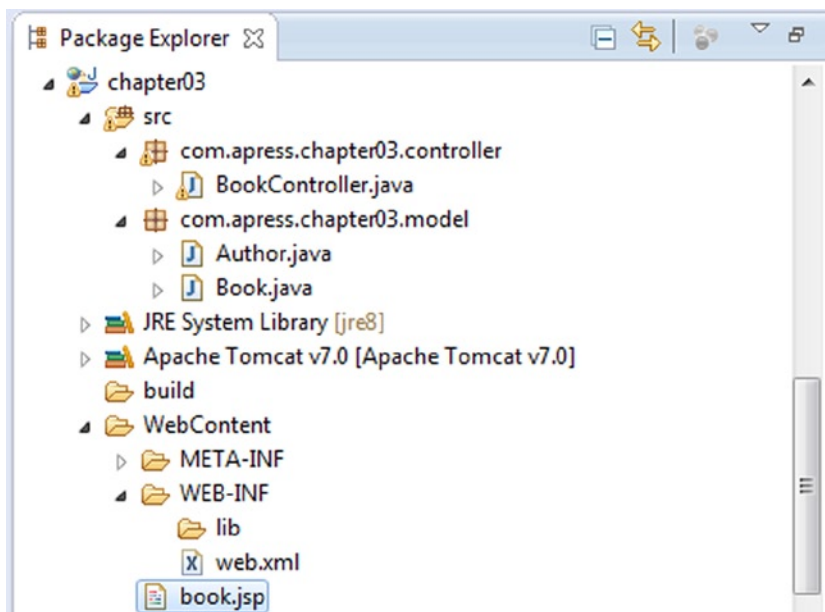 Package Explorer
chapter03
src
com.apress.chapter03.controller
BookController.java
com.apress.chapter03.model
Author.java
Book.java
JRE System Library [jre8]
Apache Tomcat v7.0 [Apache Tomcat v7.0]
build
WebContent
META-INF
WEB-INF
lib
web.xml
book.jsp